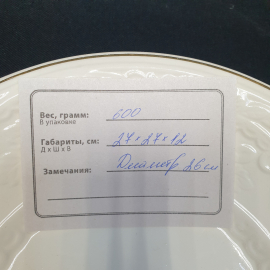 Вес, грамм: 600
В упаковке
Габариты, см: 27 x 27 x 12
Д x Ш x В
Замечания: Диаметр 26 см